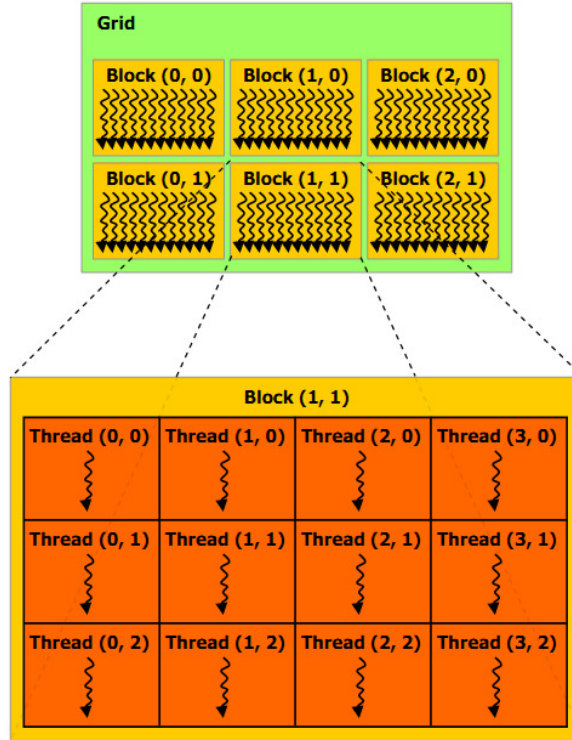 Grid
Block (0, 0) Block (1, 0) Block (2, 0)
Block (0, 1) Block (1, 1) Block (2, 1)
Block (1, 1)
Thread (0, 0) Thread (1, 0) Thread (2, 0) Thread (3, 0)
Thread (0, 1) Thread (1, 1) Thread (2, 1) Thread (3, 1)
Thread (0, 2) Thread (1, 2) Thread (2, 2) Thread (3, 2)